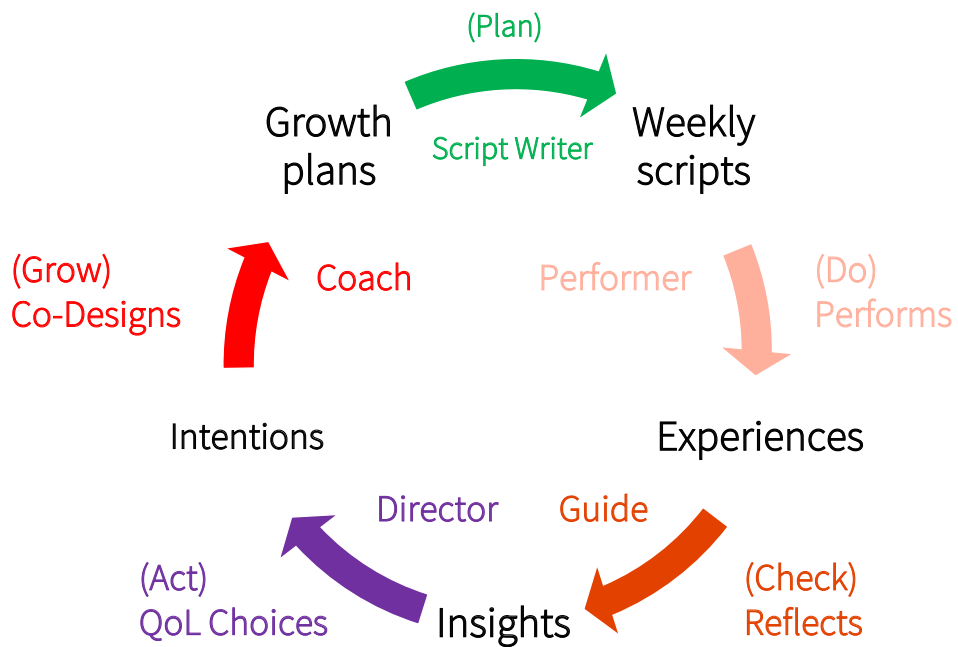 (Plan)
Growth
plans
Script Writer
Weekly
scripts
(Grow)
Co-Designs
Coach
Performer
(Do)
Performs
Intentions
Experiences
Director
Guide
(Act)
QoL Choices
Insights
(Check)
Reflects